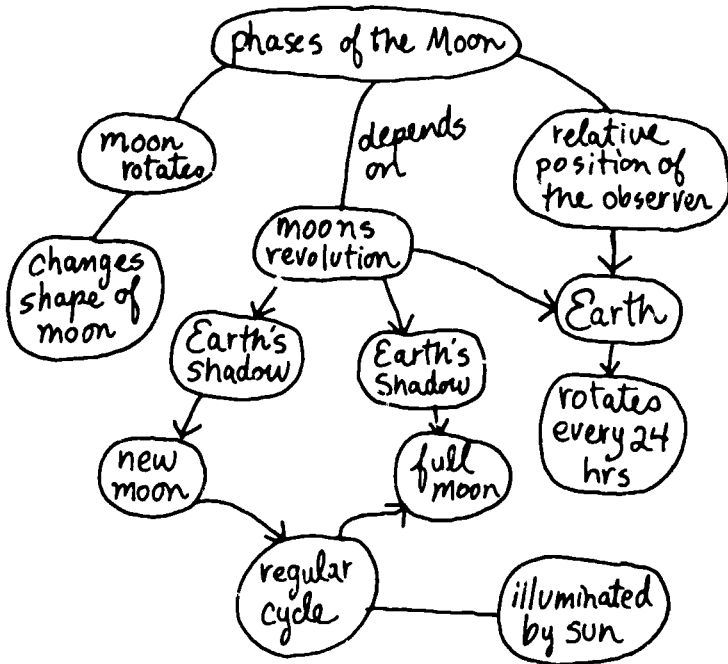 phases of the Moon
moon
rotates
depends
on
relative
position of
the observer
changes
shape of
moon
moons
revolution
Earth
Earth's
shadow
Earth's
shadow
rotates
every 24
hrs
new
moon
full
moon
regular
cycle
illuminated
by sun